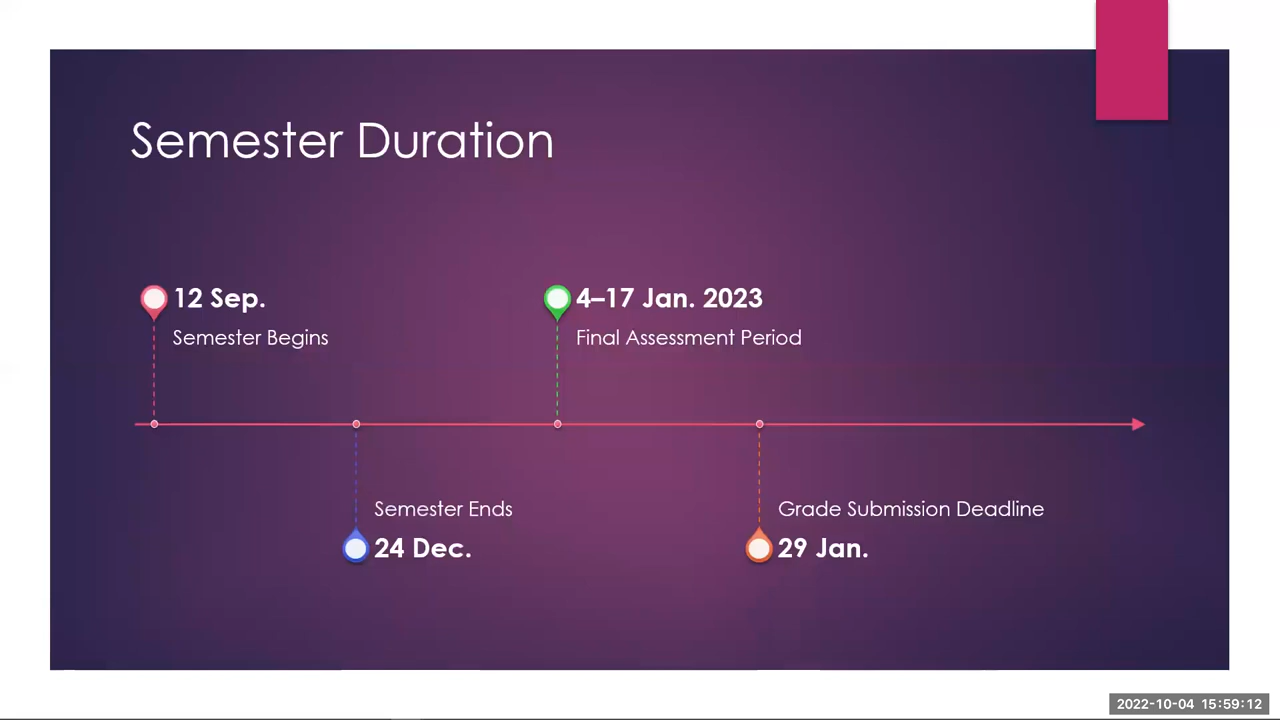 Semester Duration
12 Sep.
Semester Begins
4–17 Jan. 2023
Final Assessment Period
Semester Ends
24 Dec.
Grade Submission Deadline
29 Jan.
2022-10-04 15:59:12